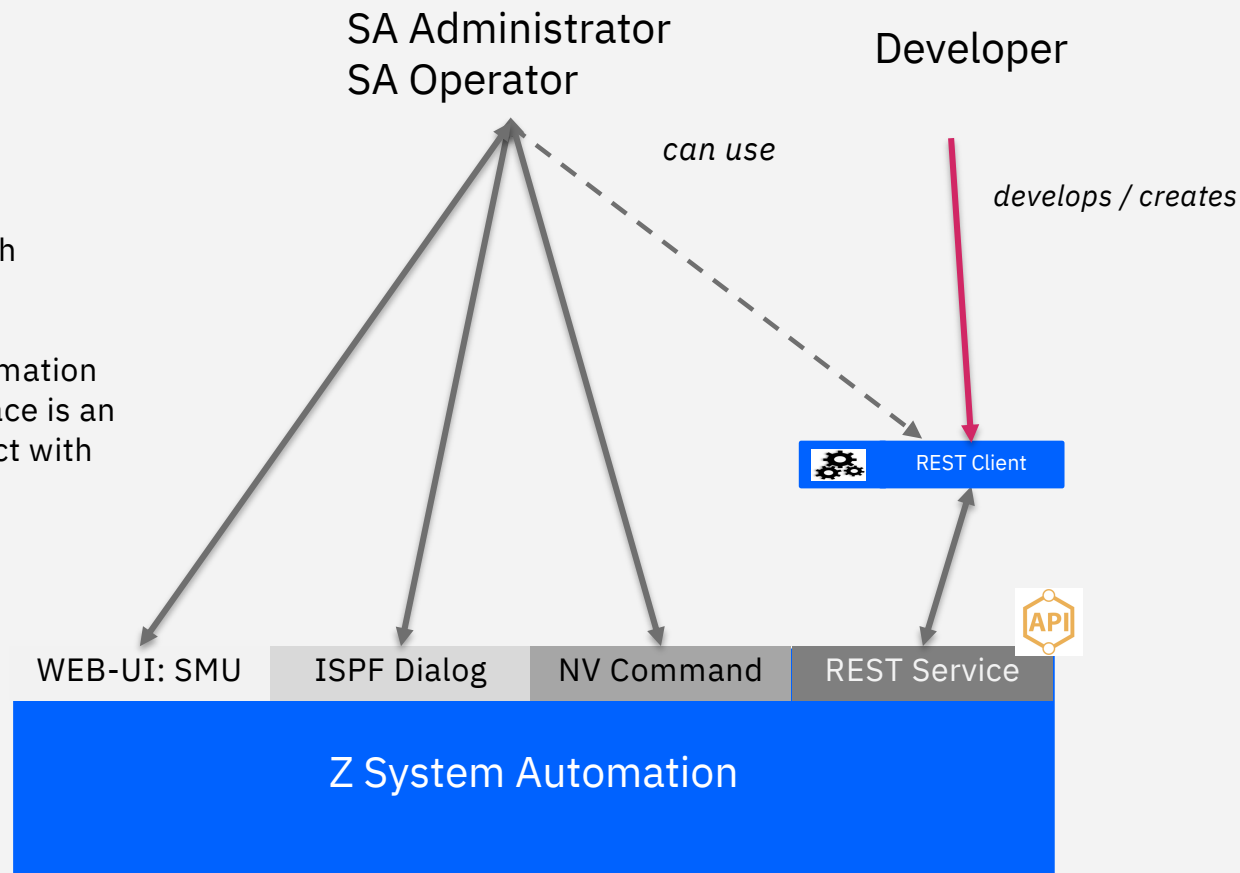 SA Administrator
SA Operator
Developer
can use
develops / creates
h
mation
ce is an
ct with
REST Client
API
WEB-UI: SMU
ISPF Dialog
NV Command
REST Service
Z System Automation